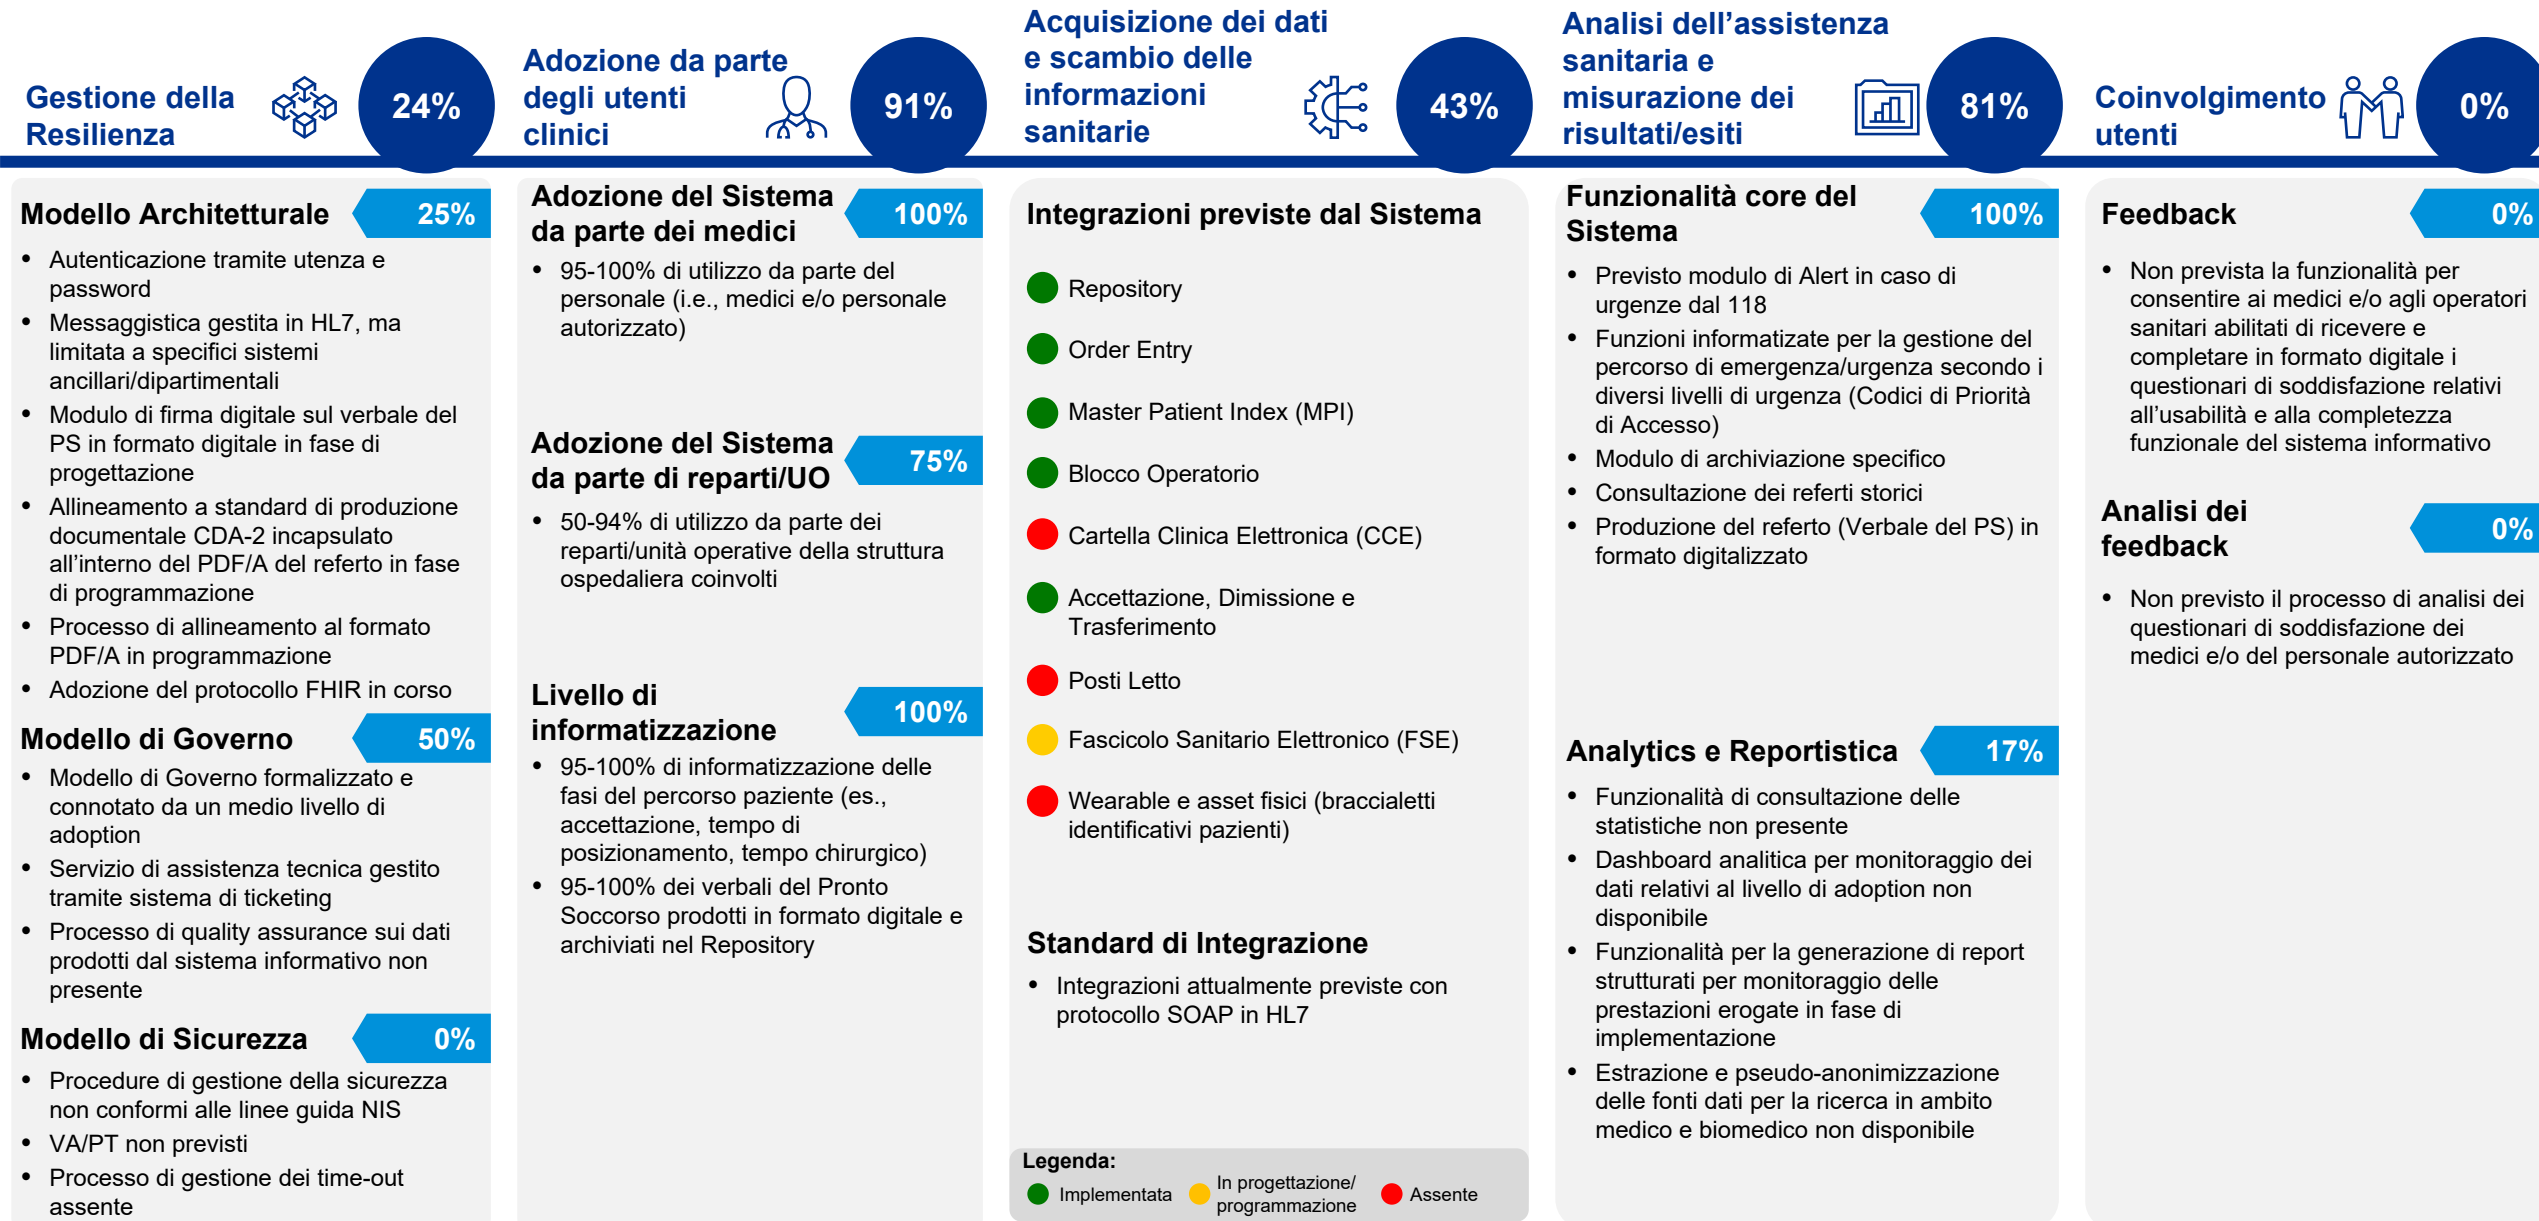 Gestione della
Resilienza
24%
Adozione da parte
degli utenti
clinici
91%
Acquisizione dei dati
e scambio delle
informazioni
sanitarie
43%
Analisi dell’assistenza
sanitaria e
misurazione dei
risultati/esiti
81%
Coinvolgimento
utenti
0%
Modello Architetturale
25%
• Autenticazione tramite utenza e
password
• Messaggistica gestita in HL7, ma
limitata a specifici sistemi
ancillari/dipartimentali
• Modulo di firma digitale sul verbale del
PS in formato digitale in fase di
progettazione
• Allineamento a standard di produzione
documentale CDA-2 incapsulato
all’interno del PDF/A del referto in fase
di programmazione
• Processo di allineamento al formato
PDF/A in programmazione
• Adozione del protocollo FHIR in corso
Modello di Governo
50%
• Modello di Governo formalizzato e
connotato da un medio livello di
adoption
• Servizio di assistenza tecnica gestito
tramite sistema di ticketing
• Processo di quality assurance sui dati
prodotti dal sistema informativo non
presente
Modello di Sicurezza
0%
• Procedure di gestione della sicurezza
non conformi alle linee guida NIS
• VA/PT non previsti
• Processo di gestione dei time-out
assente
Adozione del Sistema
da parte dei medici
100%
• 95-100% di utilizzo da parte del
personale (i.e., medici e/o personale
autorizzato)
Adozione del Sistema
da parte di reparti/UO
75%
• 50-94% di utilizzo da parte dei
reparti/unità operative della struttura
ospedaliera coinvolti
Livello di
informatizzazione
100%
• 95-100% di informatizzazione delle
fasi del percorso paziente (es.,
accettazione, tempo di
posizionamento, tempo chirurgico)
• 95-100% dei verbali del Pronto
Soccorso prodotti in formato digitale e
archiviati nel Repository
Integrazioni previste dal Sistema
Repository
Order Entry
Master Patient Index (MPI)
Blocco Operatorio
Cartella Clinica Elettronica (CCE)
Accettazione, Dimissione e
Trasferimento
Posti Letto
Fascicolo Sanitario Elettronico (FSE)
Wearable e asset fisici (braccialetti
identificativi pazienti)
Standard di Integrazione
• Integrazioni attualmente previste con
protocollo SOAP in HL7
Legenda:
Implementata
In progettazione/
programmazione
Assente
Funzionalità core del
Sistema
100%
• Previsto modulo di Alert in caso di
urgenze dal 118
• Funzioni informatizate per la gestione del
percorso di emergenza/urgenza secondo i
diversi livelli di urgenza (Codici di Priorità
di Accesso)
• Modulo di archiviazione specifico
• Consultazione dei referti storici
• Produzione del referto (Verbale del PS) in
formato digitalizzato
Analytics e Reportistica
17%
• Funzionalità di consultazione delle
statistiche non presente
• Dashboard analitica per monitoraggio dei
dati relativi al livello di adoption non
disponibile
• Funzionalità per la generazione di report
strutturati per monitoraggio delle
prestazioni erogate in fase di
implementazione
• Estrazione e pseudo-anonimizzazione
delle fonti dati per la ricerca in ambito
medico e biomedico non disponibile
Feedback
0%
• Non prevista la funzionalità per
consentire ai medici e/o agli operatori
sanitari abilitati di ricevere e
completare in formato digitale i
questionari di soddisfazione relativi
all’usabilità e alla completezza
funzionale del sistema informativo
Analisi dei
feedback
0%
• Non previsto il processo di analisi dei
questionari di soddisfazione dei
medici e/o del personale autorizzato